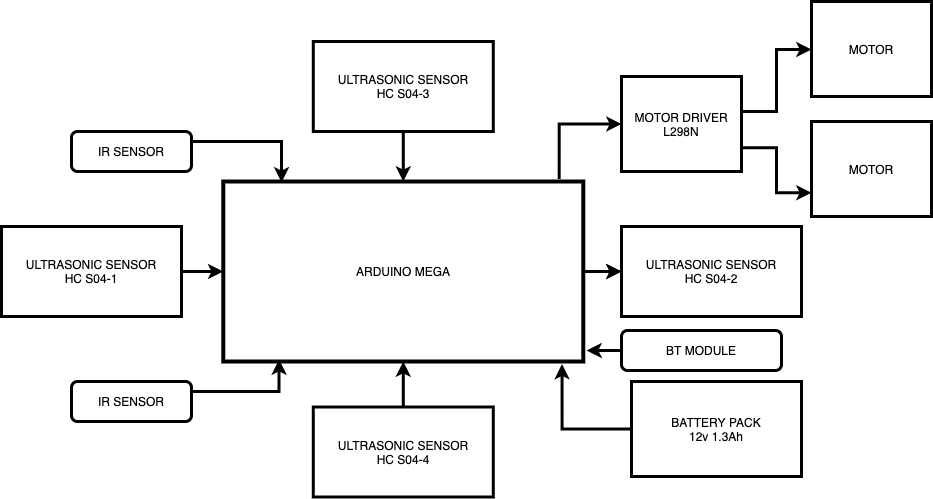 MOTOR
ULTRASONIC SENSOR
HC S04-3
MOTOR DRIVER
L298N
IR SENSOR
MOTOR
ULTRASONIC SENSOR
HC S04-1
ARDUINO MEGA
ULTRASONIC SENSOR
HC S04-2
BT MODULE
IR SENSOR
ULTRASONIC SENSOR
HC S04-4
BATTERY PACK
12v 1.3Ah